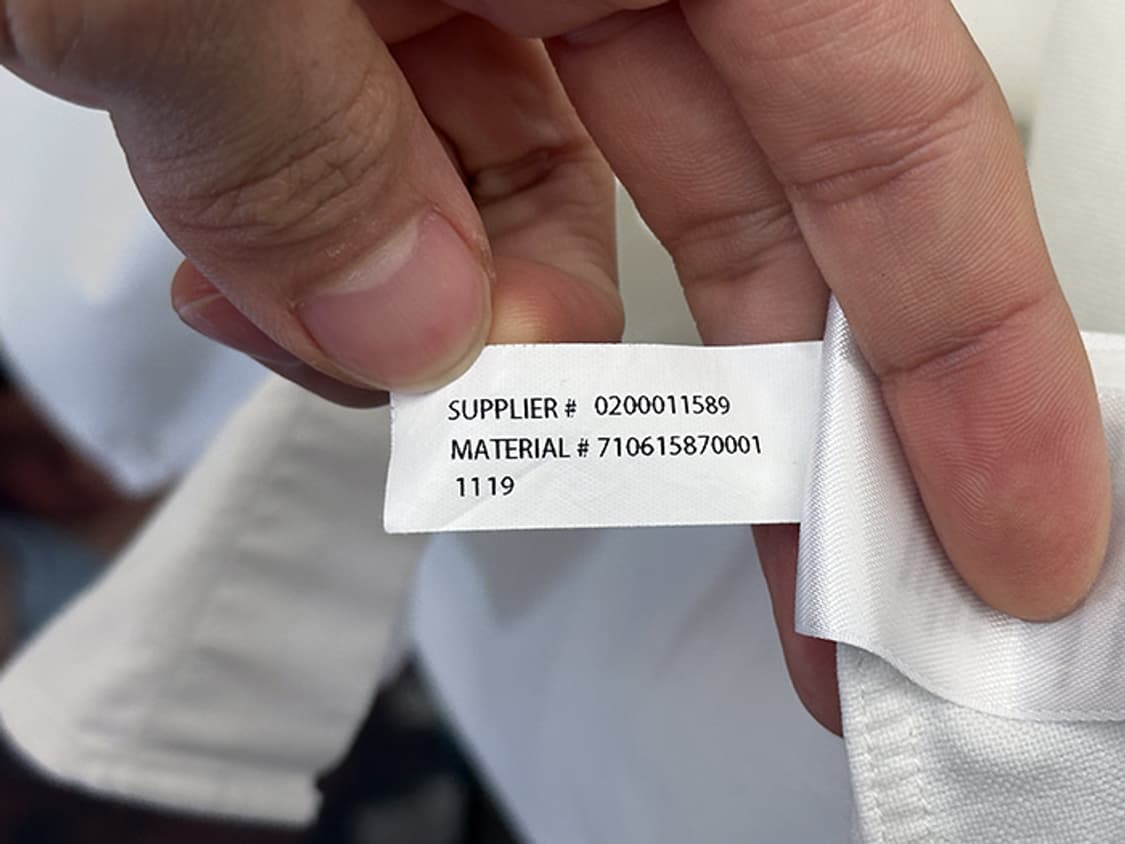 SUPPLIER # 0200011589
MATERIAL # 710615870001
1119